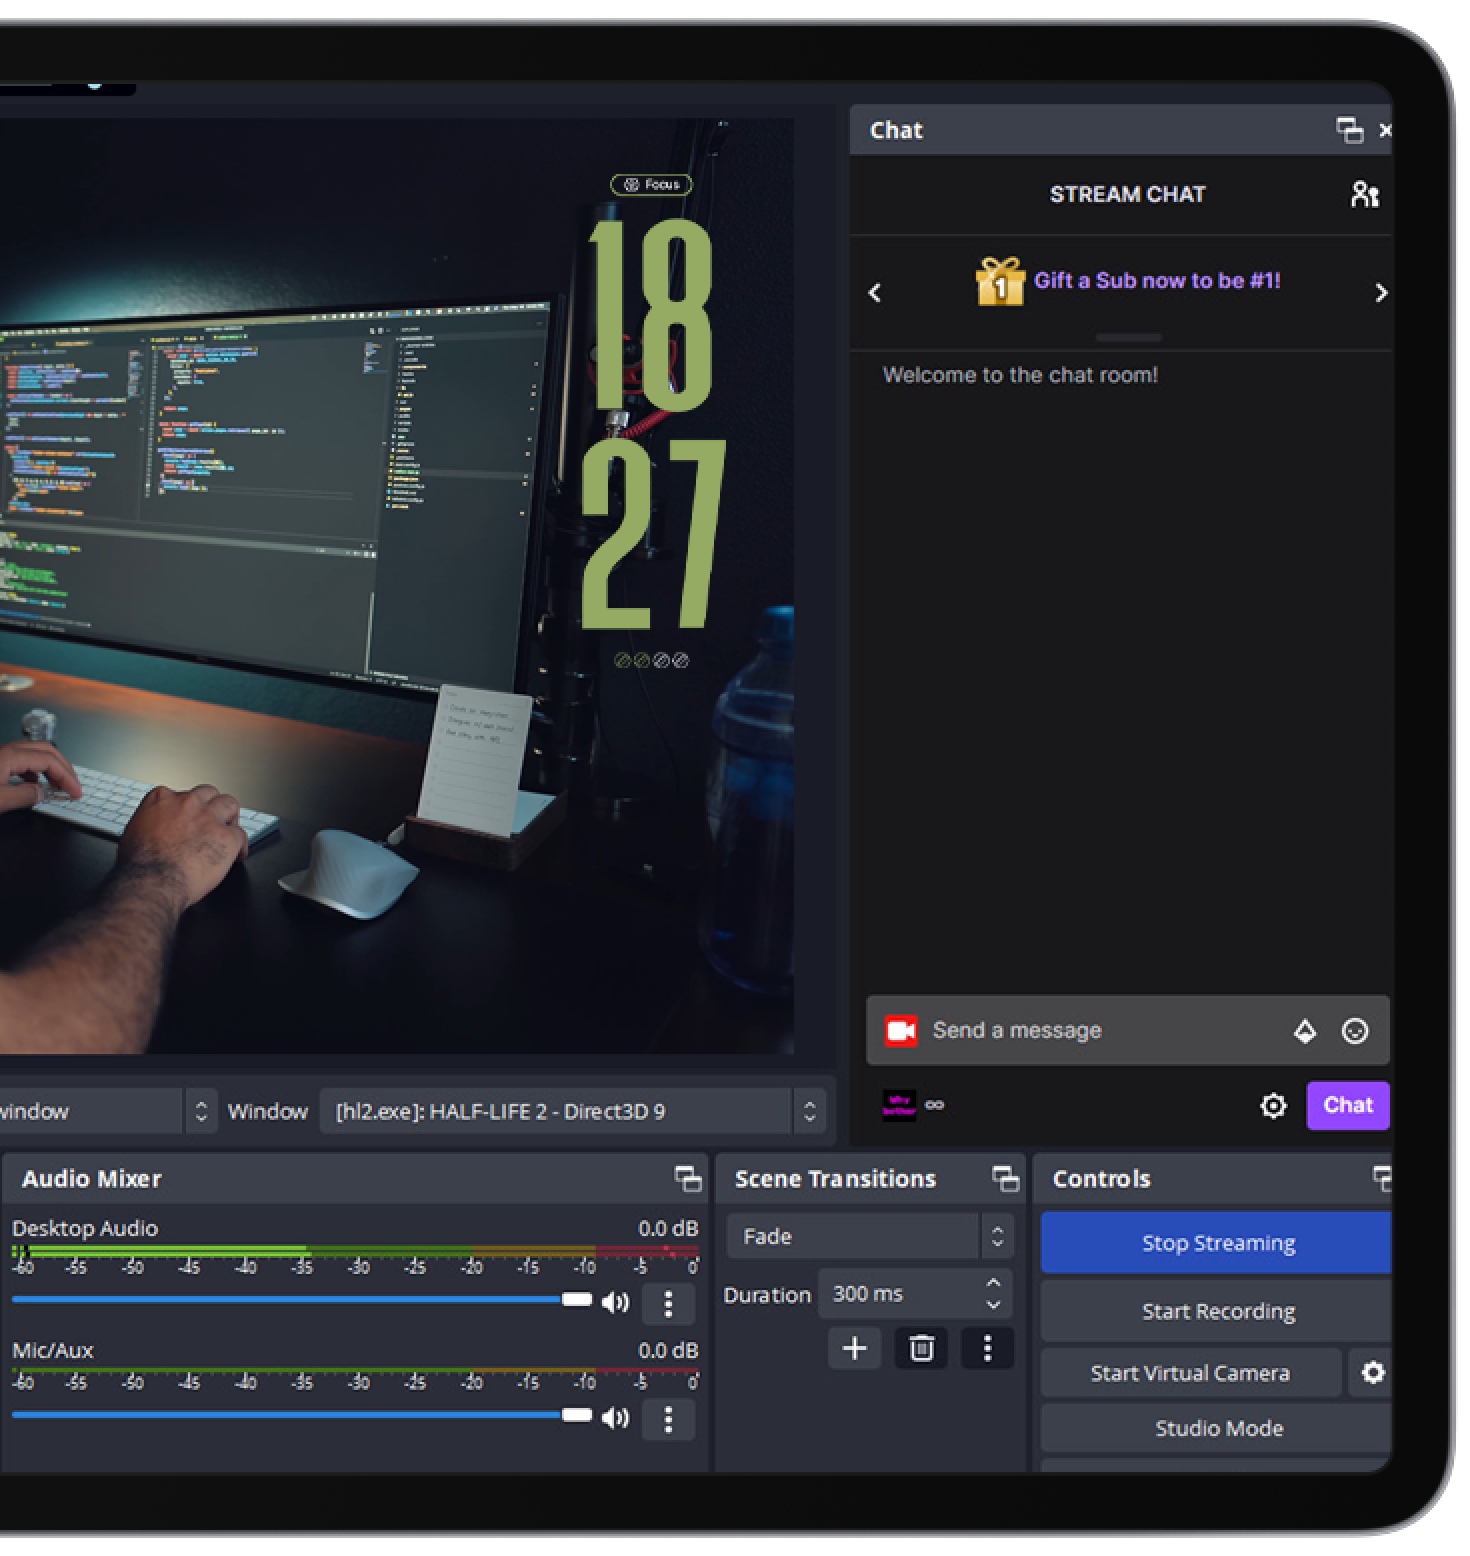 Chat
STREAM CHAT
1
Gift a Sub now to be #1!
Welcome to the chat room!
Focus
18
27
Send a message
Why
bother
Chat
window
Window
[hl2.exe]: HALF-LIFE 2 - Direct3D 9
Audio Mixer
Desktop Audio
0.0 dB
-60 -55 -50 -45 -40 -35 -30 -25 -20 -15 -10 -5 0
Mic/Aux
0.0 dB
-60 -55 -50 -45 -40 -35 -30 -25 -20 -15 -10 -5 0
Scene Transitions
Fade
Duration
300 ms
Controls
Stop Streaming
Start Recording
Start Virtual Camera
Studio Mode